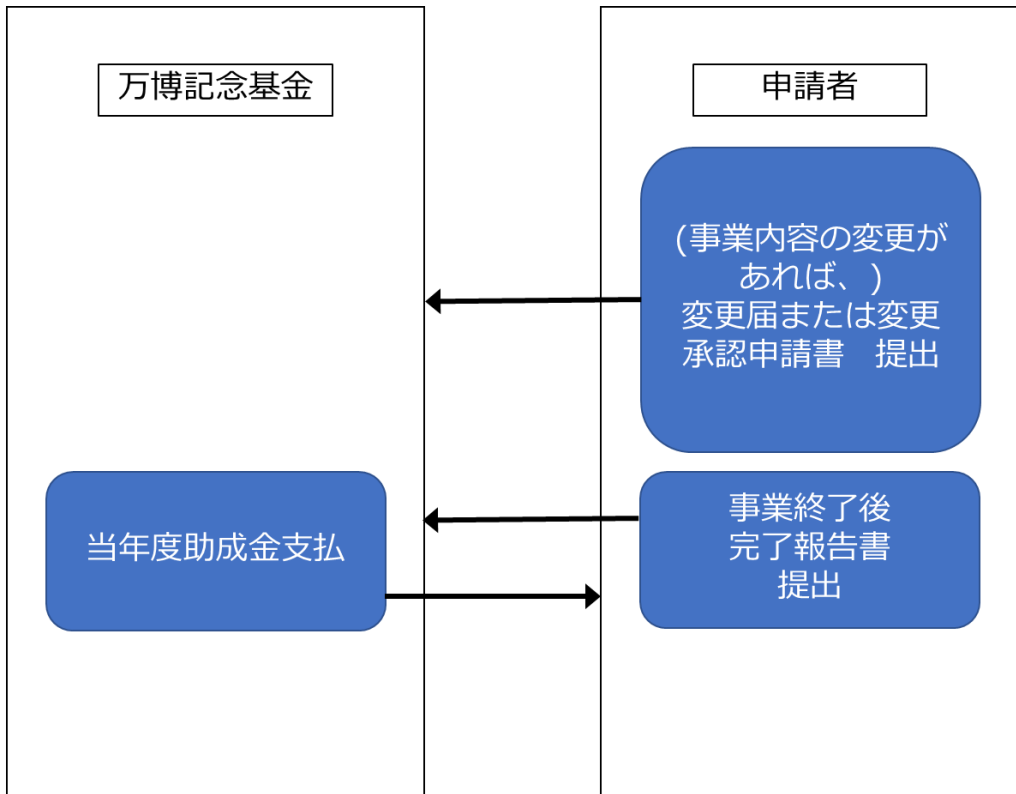 万博記念基金
申請者
(事業内容の変更が
あれば、)
変更届または変更
承認申請書　提出
当年度助成金支払
事業終了後
完了報告書
提出